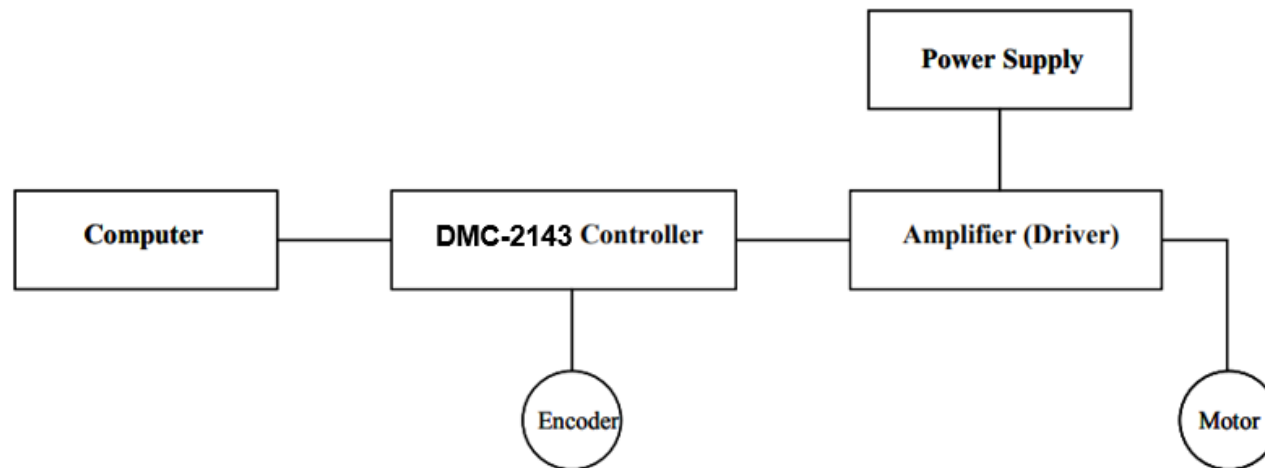 Power Supply
Computer
DMC-2143 Controller
Amplifier (Driver)
Encoder
Motor